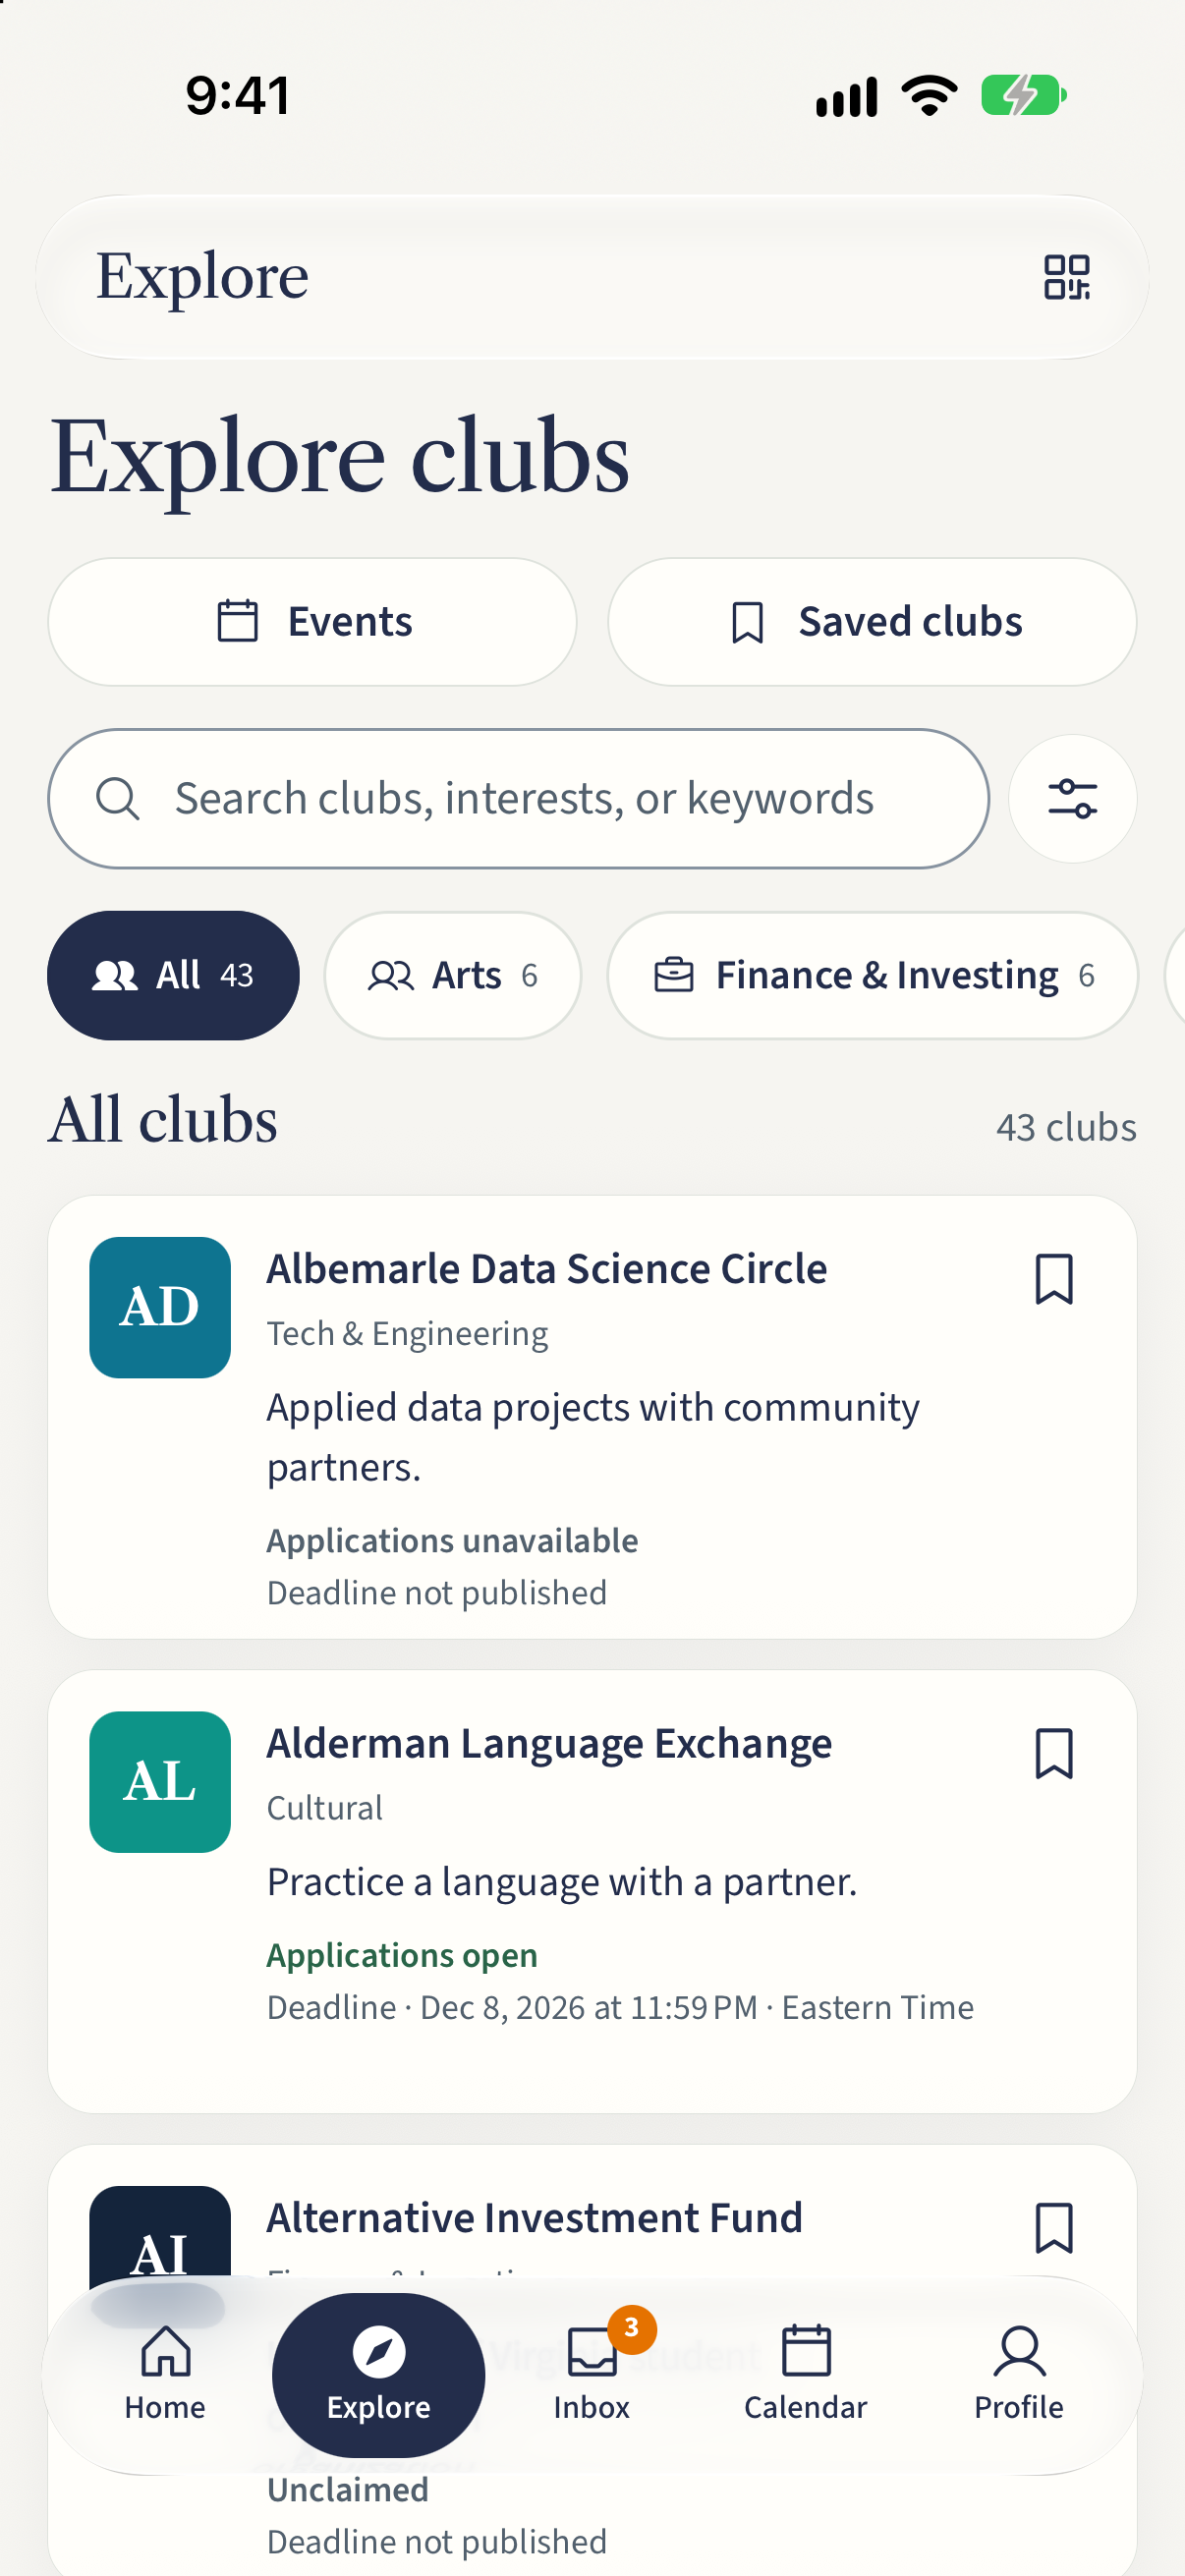 9:41
Explore
Explore clubs
Events
Saved clubs
Search clubs, interests, or keywords
All 43
Arts 6
Finance & Investing 6
All clubs
43 clubs
AD
Albemarle Data Science Circle
Tech & Engineering
Applied data projects with community
partners.
Applications unavailable
Deadline not published
AL
Alderman Language Exchange
Cultural
Practice a language with a partner.
Applications open
Deadline · Dec 8, 2026 at 11:59 PM · Eastern Time
AI
Alternative Investment Fund
student
3
Home
Explore
Inbox
Calendar
Profile
Unclaimed
Deadline not published